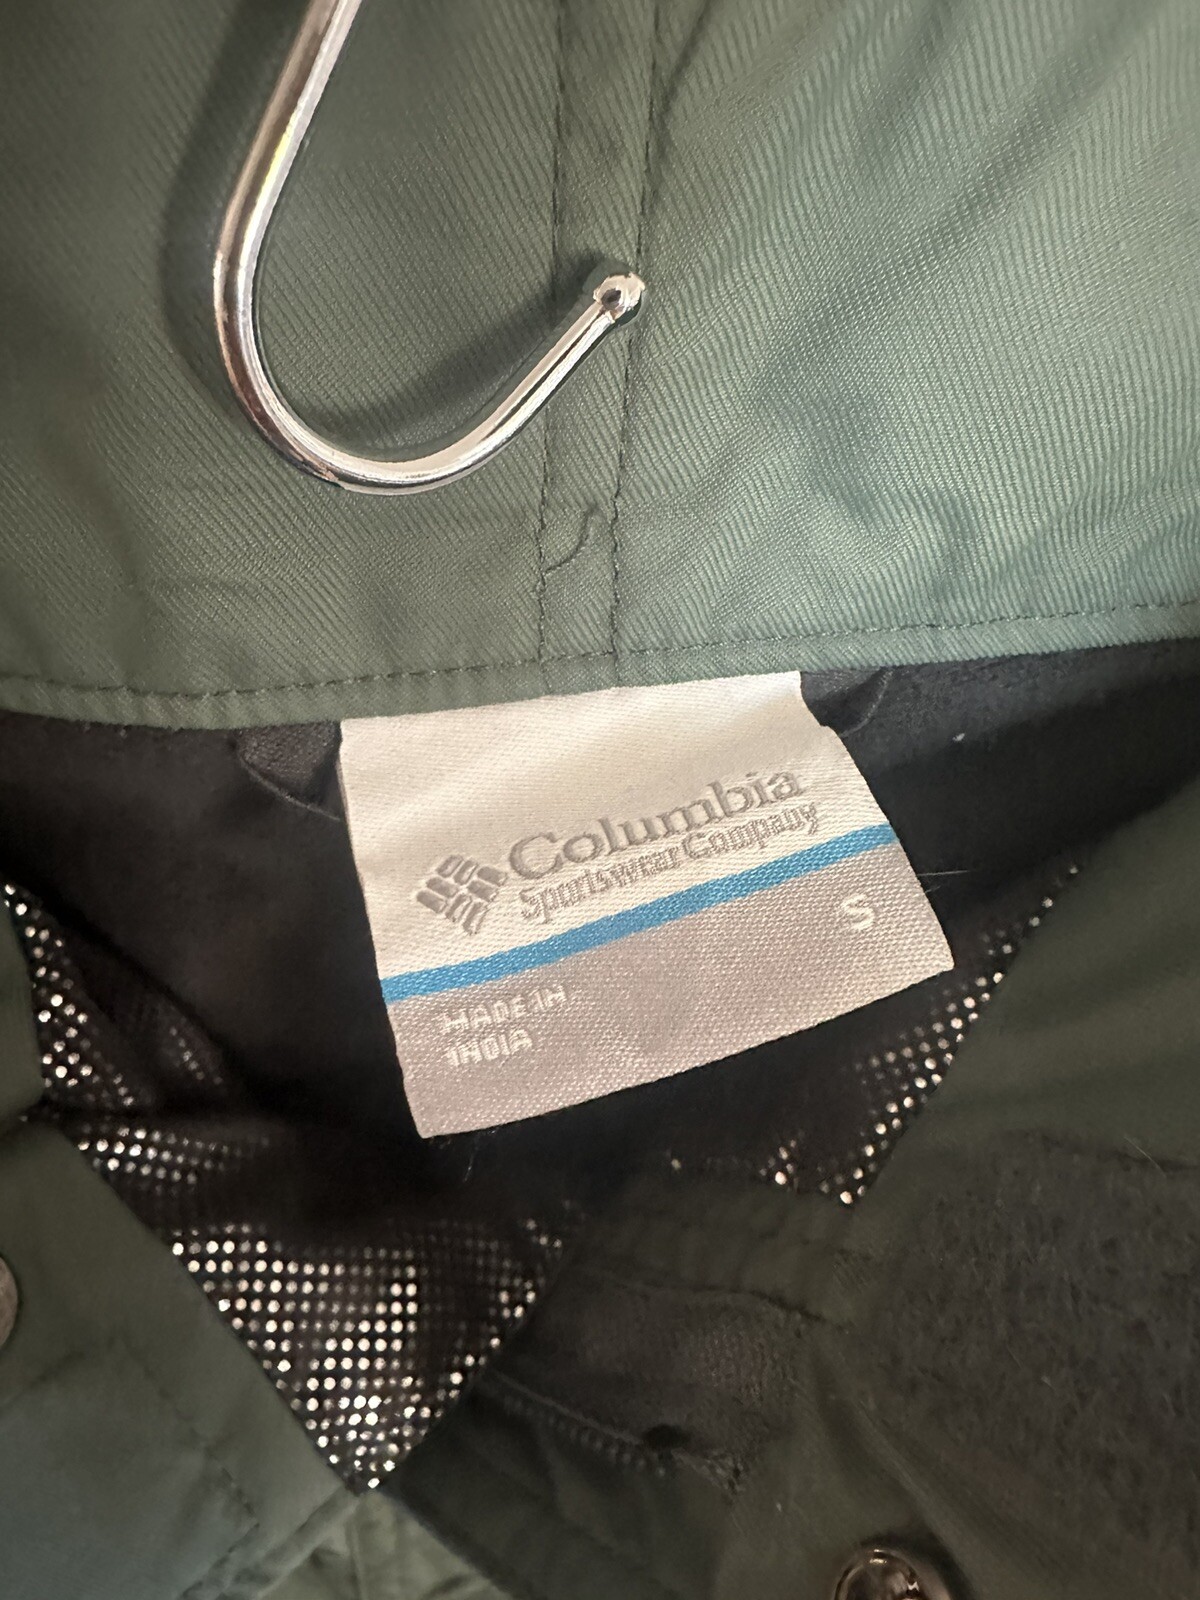 Columbia
Sportswear Company
S
MADE IN
INDIA